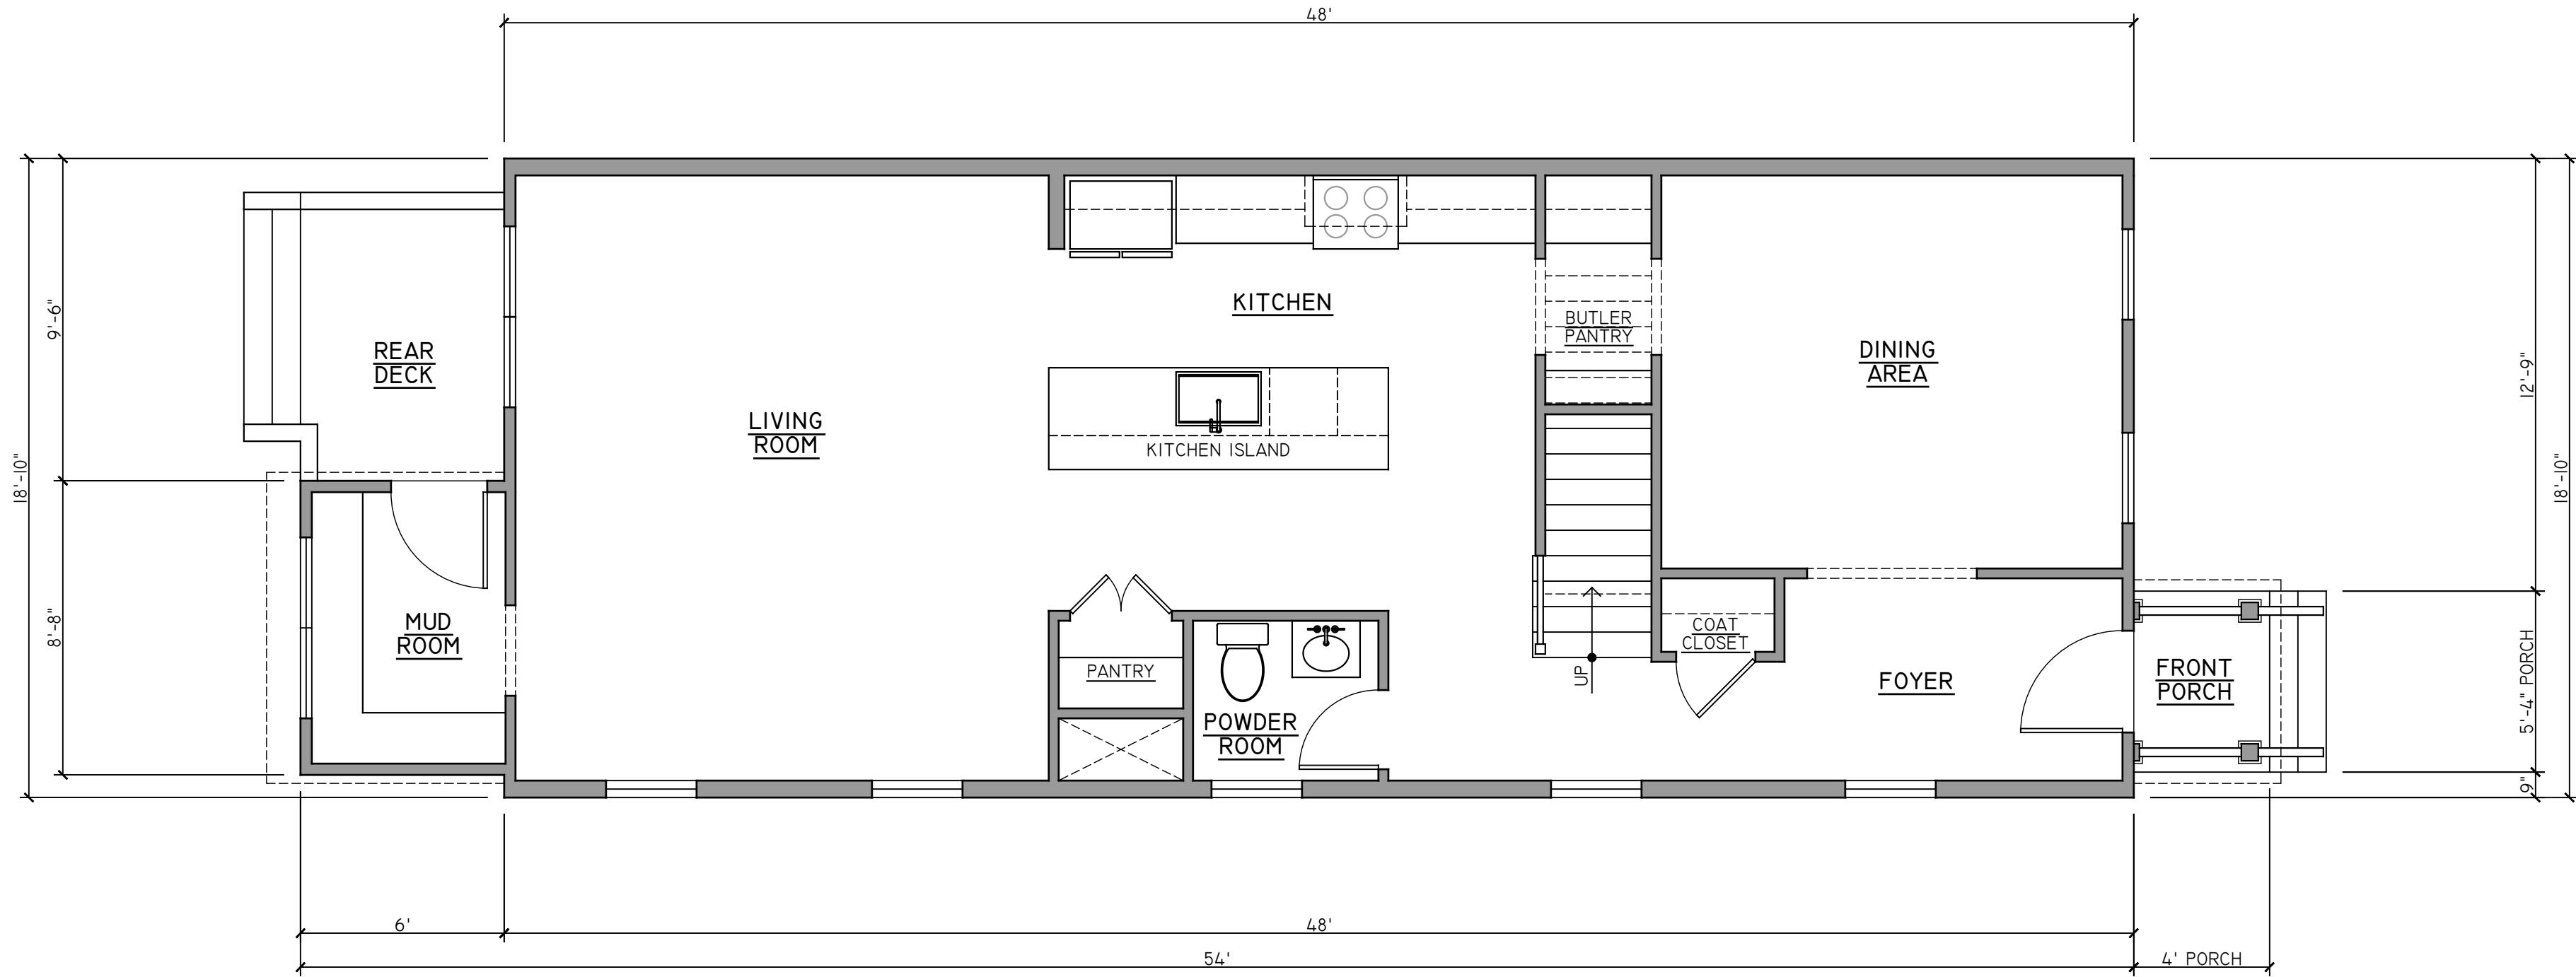 48'
18'-10"
9'-6"
8'-8"
REAR
DECK
MUD
ROOM
LIVING
ROOM
KITCHEN
KITCHEN ISLAND
BUTLER
PANTRY
DINING
AREA
PANTRY
POWDER
ROOM
UP
COAT
CLOSET
FOYER
FRONT
PORCH
12'-9"
5'-4" PORCH
9"
18'-10"
6'
48'
54'
4' PORCH